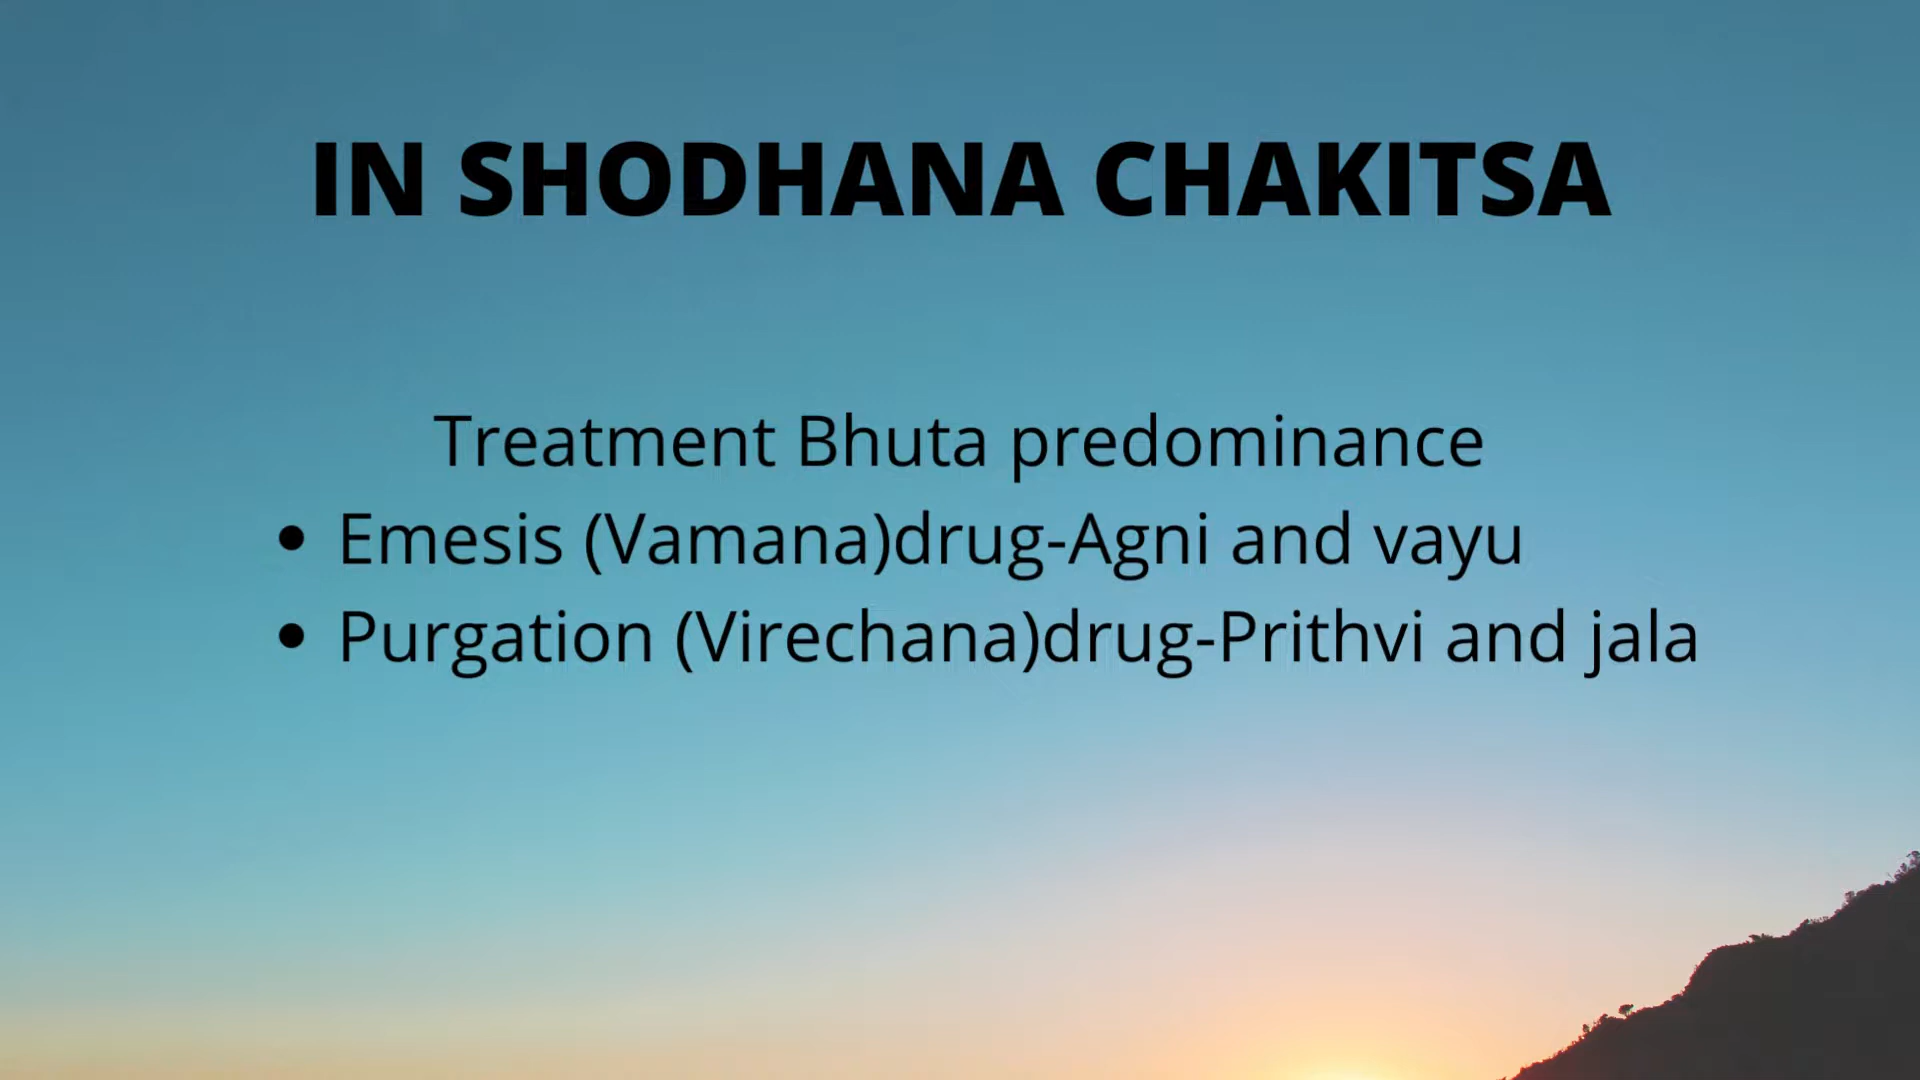 IN SHODHANA CHAKITSA
Treatment Bhuta predominance
• Emesis (Vamana)drug-Agni and vayu
• Purgation (Virechana)drug-Prithvi and jala